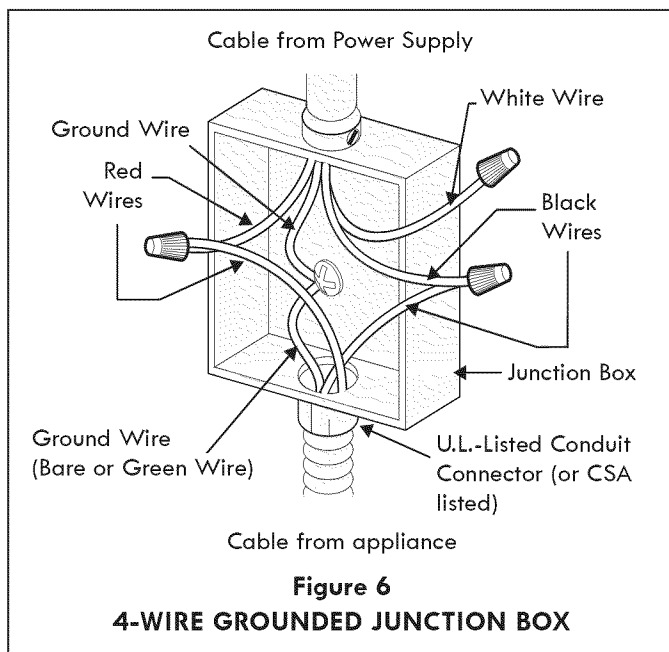 Cable from Power Supply
White Wire
Ground Wire
Red
Wires
Black
Wires
Junction Box
Ground Wire
(Bare or Green Wire)
U.L.-Listed Conduit
Connector (or CSA
listed)
Cable from appliance
Figure 6
4-WIRE GROUNDED JUNCTION BOX